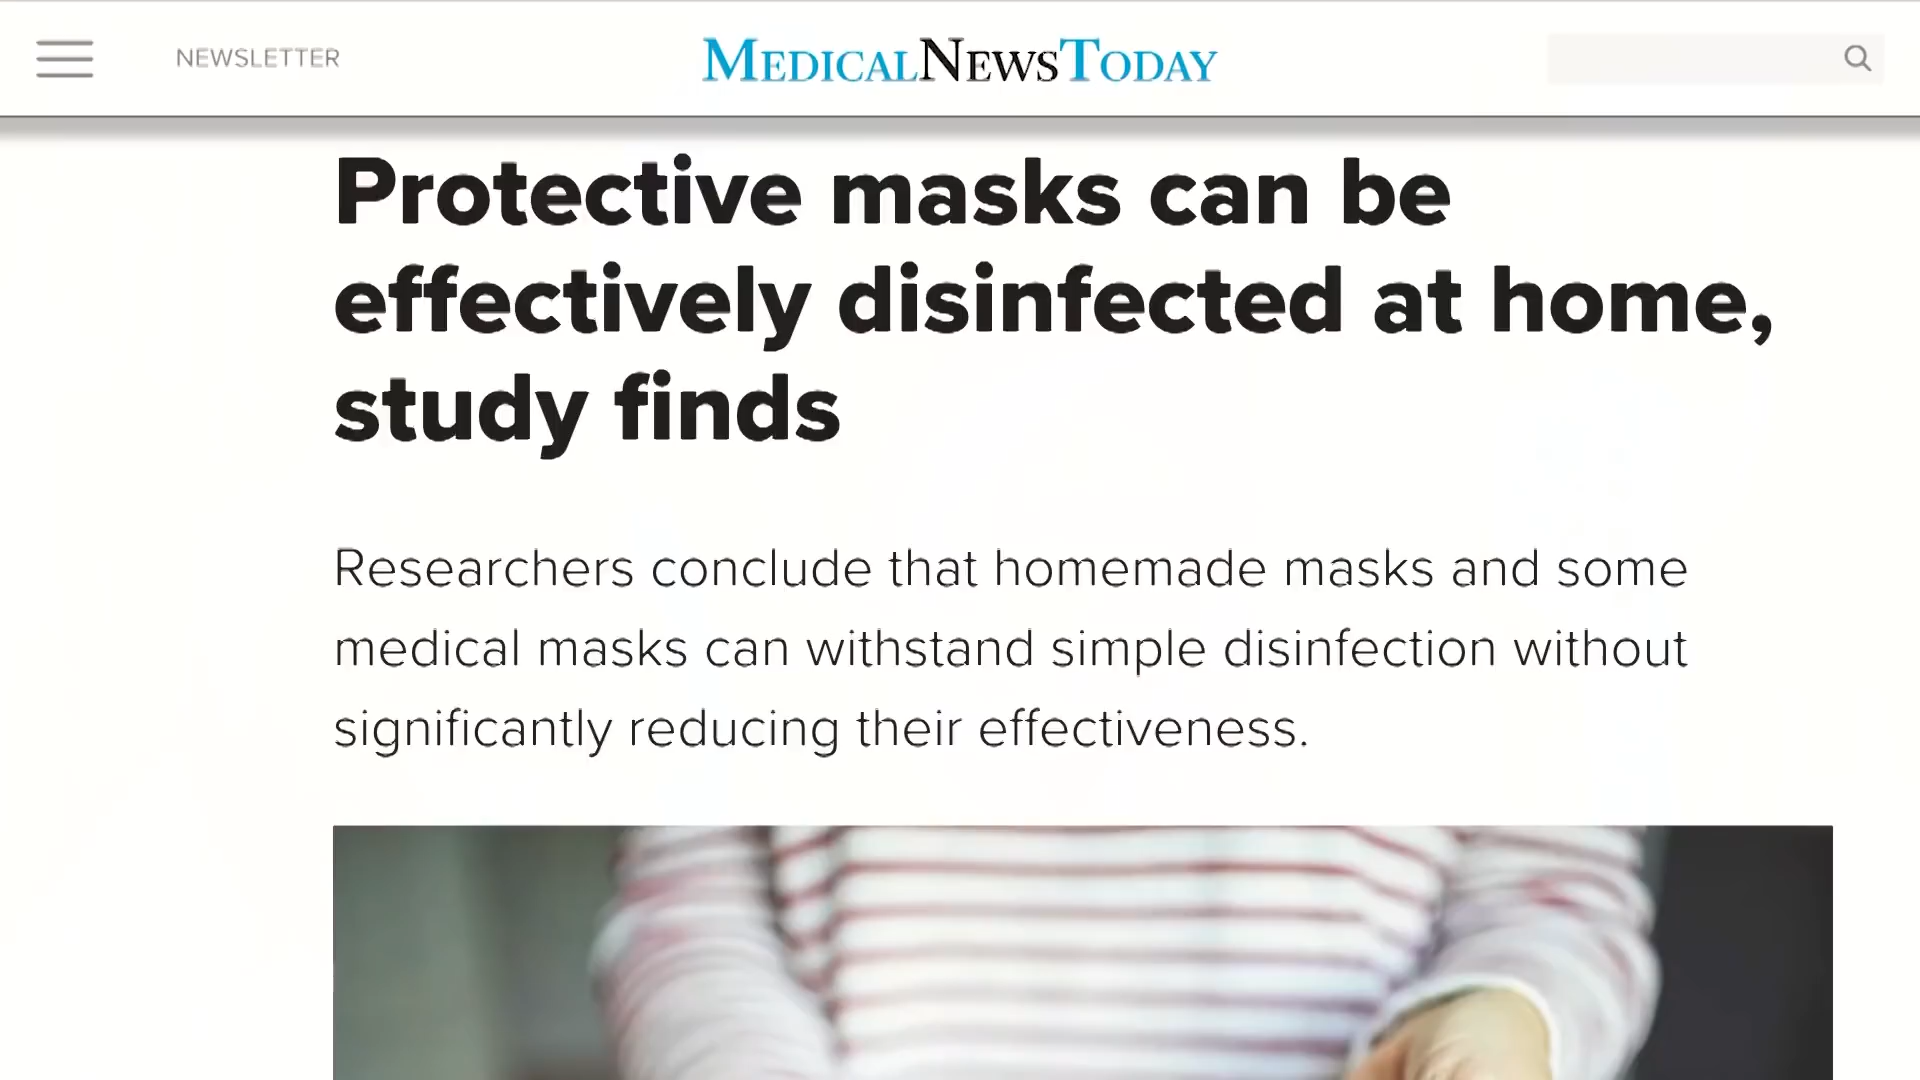 NEWSLETTER
MEDICALNEWSTODAY
Protective masks can be
effectively disinfected at home,
study finds
Researchers conclude that homemade masks and some
medical masks can withstand simple disinfection without
significantly reducing their effectiveness.